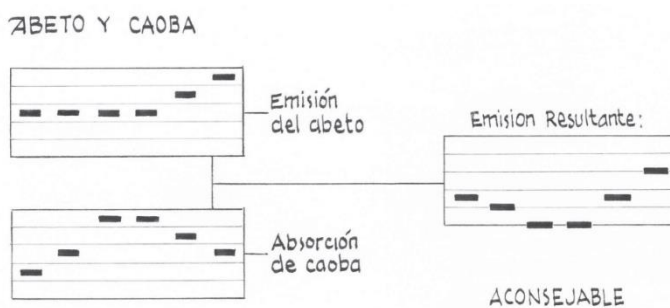 ABETO Y CAOBA
Emisión
del abeto
Emision Resultante:
Absorción
de caoba
ACONSEJABLE